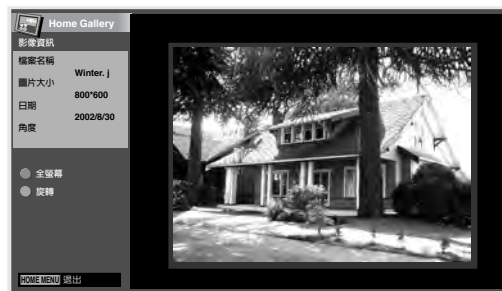 Home Gallery
影像資訊
檔案名稱
Winter. j
圖片大小
800*600
日期
2002/8/30
角度
全螢幕
旋轉
HOME MENU 退出